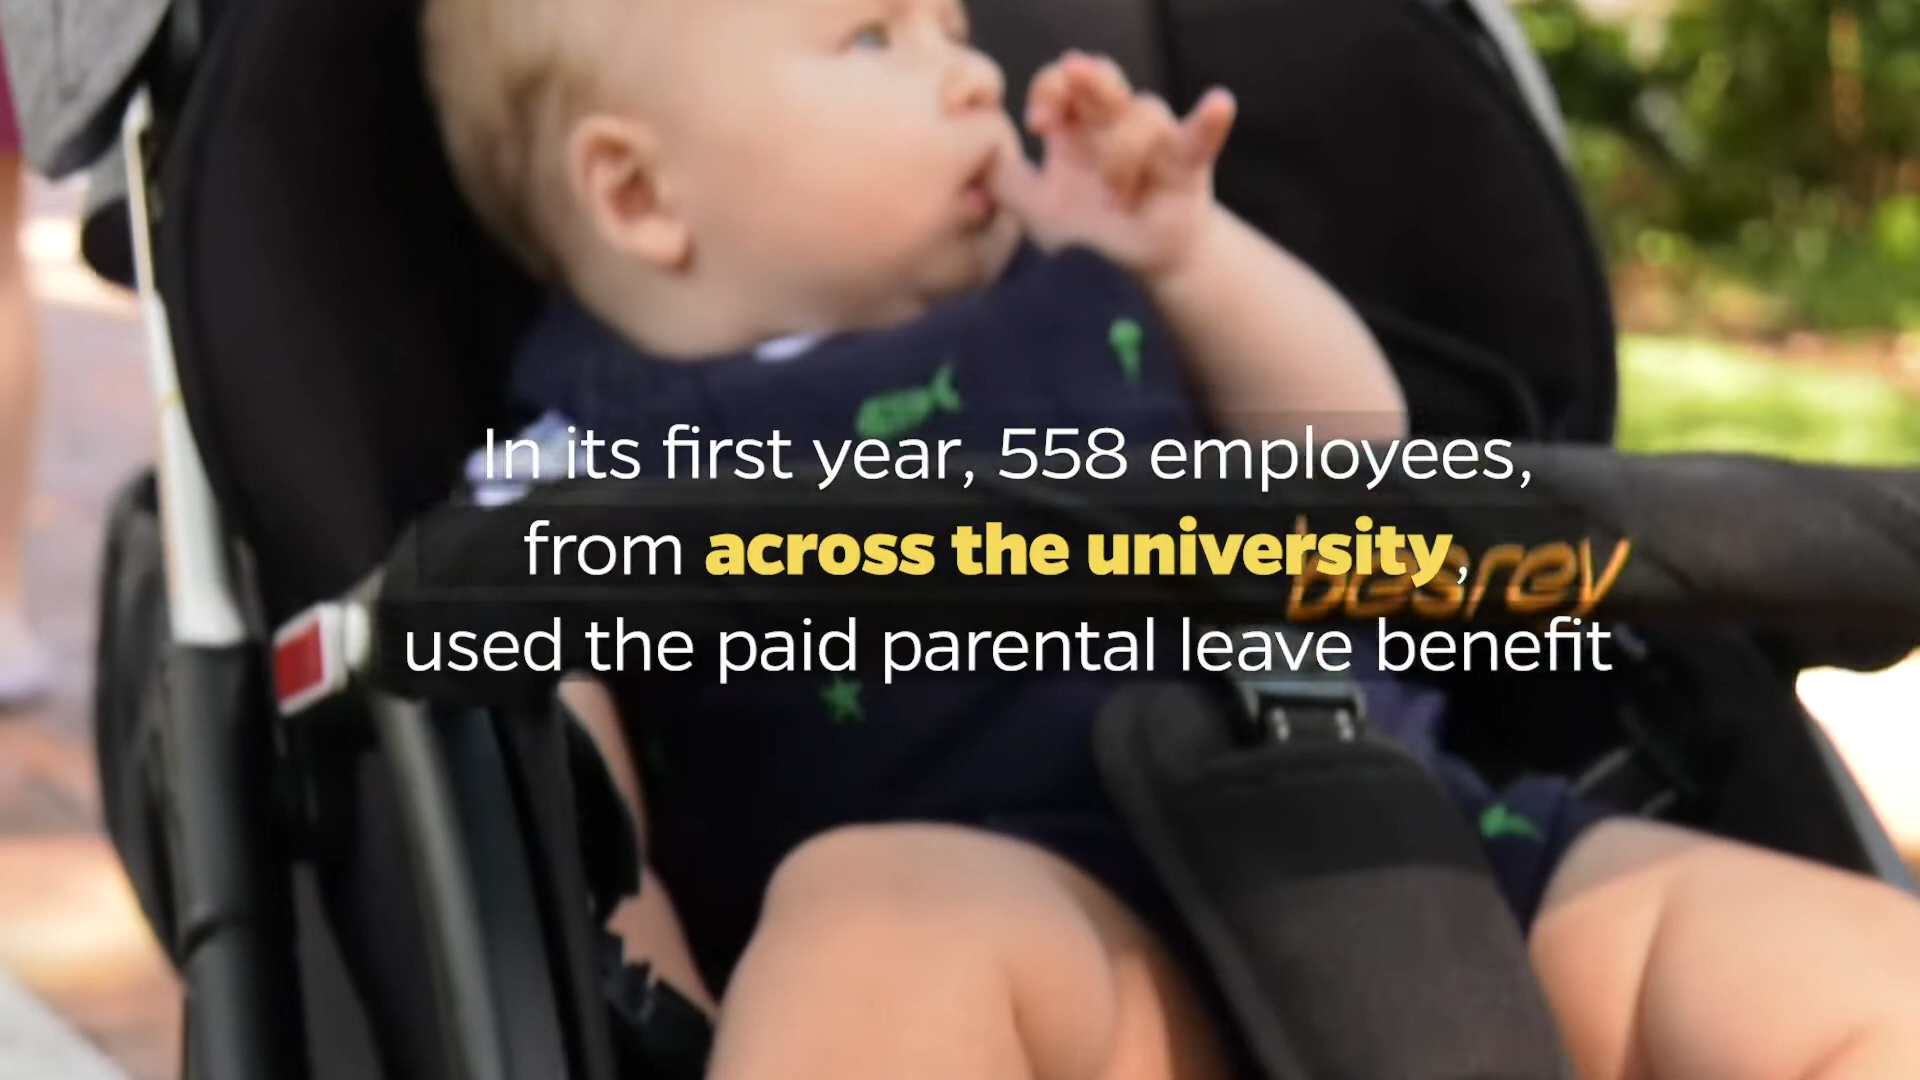 In its first year, 558 employees,
from across the university,
used the paid parental leave benefit
besrey